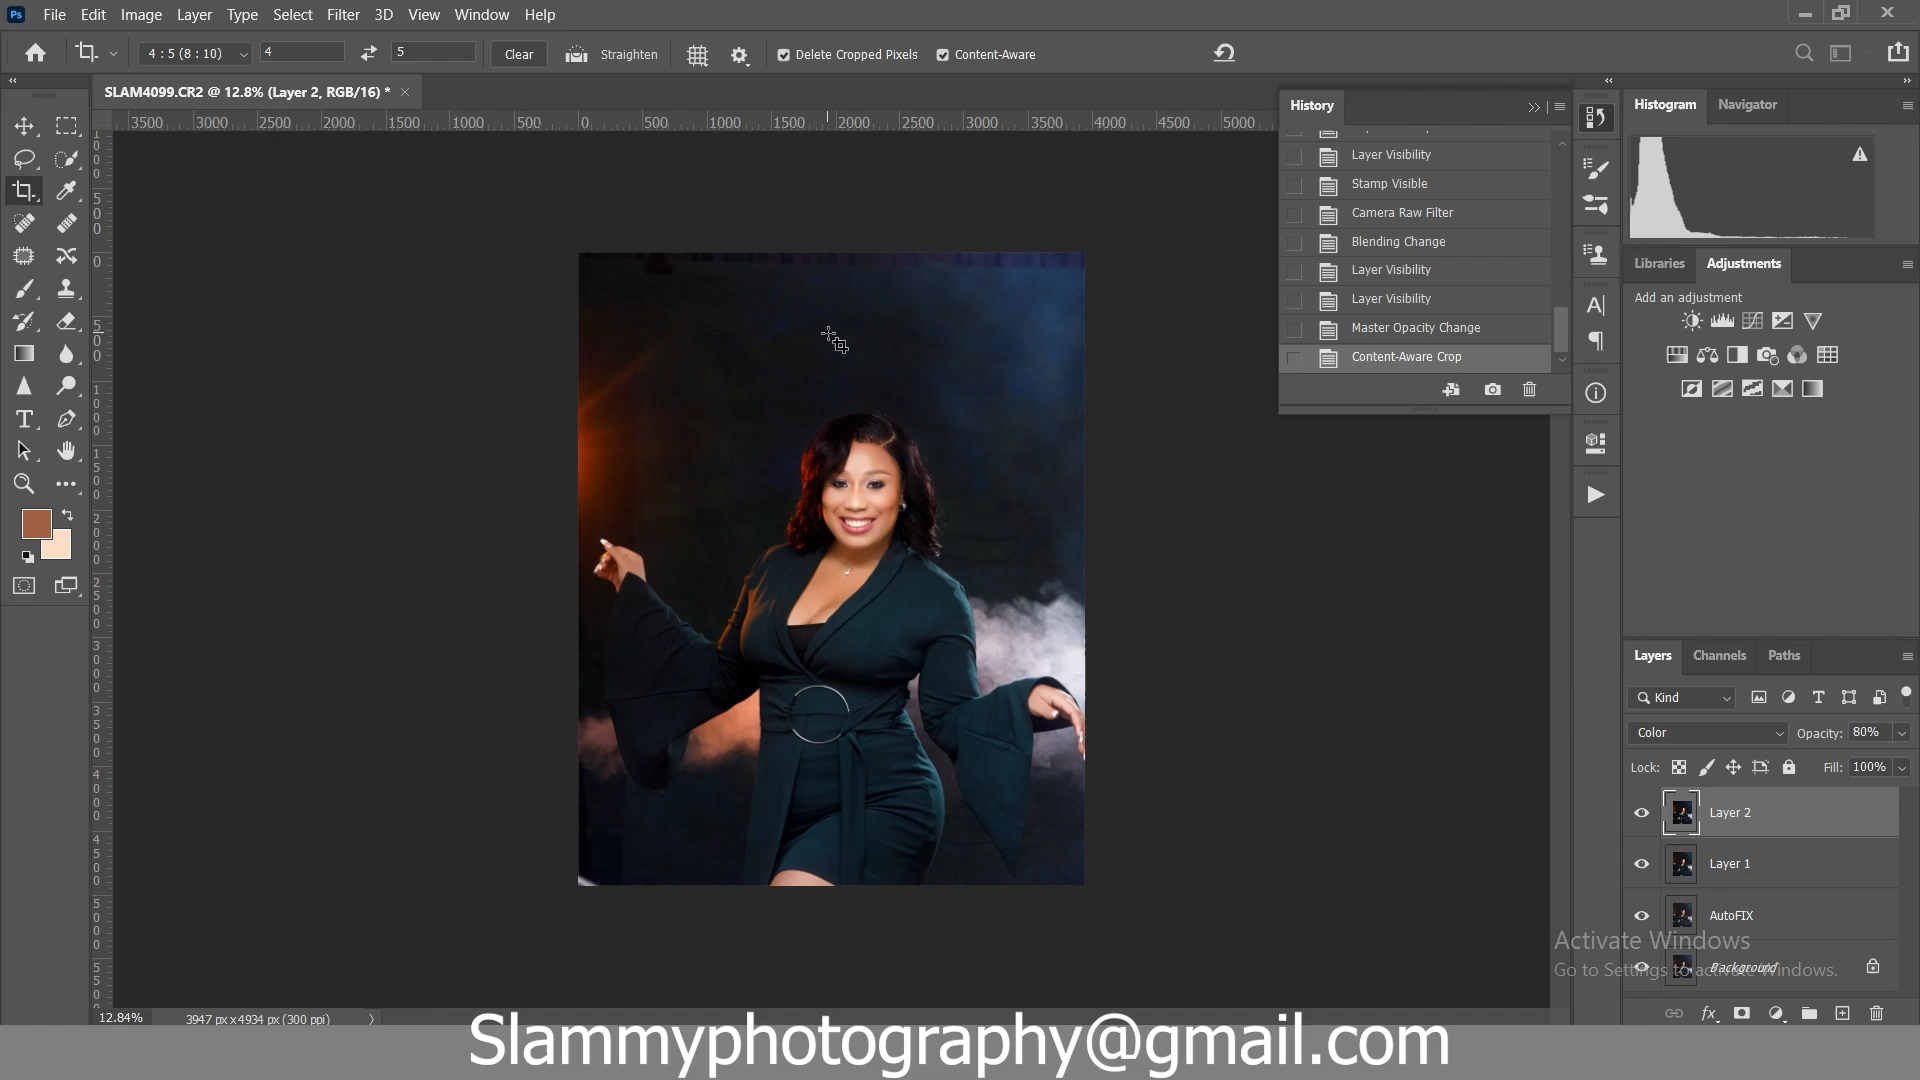 Ps File Edit Image Layer Type Select Filter 3D View Window Help
4 : 5 (8 : 10) 4 5 Clear Straighten Delete Cropped Pixels Content-Aware
SLAM4099.CR2 @ 12.8% (Layer 2, RGB/16) *
3500 3000 2500 2000 1500 1000 500 0 500 1000 1500 2000 2500 3000 3500 4000 4500 5000
History
Layer Visibility
Stamp Visible
Camera Raw Filter
Blending Change
Layer Visibility
Layer Visibility
Master Opacity Change
Content-Aware Crop
Histogram Navigator
Libraries Adjustments
Add an adjustment
Layers Channels Paths
Kind
Color Opacity: 80%
Lock: Fill: 100%
Layer 2
Layer 1
AutoFIX
Background
Activate Windows
Go to Settings to activate Windows.
12.84% 3947 px x 4934 px (300 ppi)
Slammyphotography@gmail.com